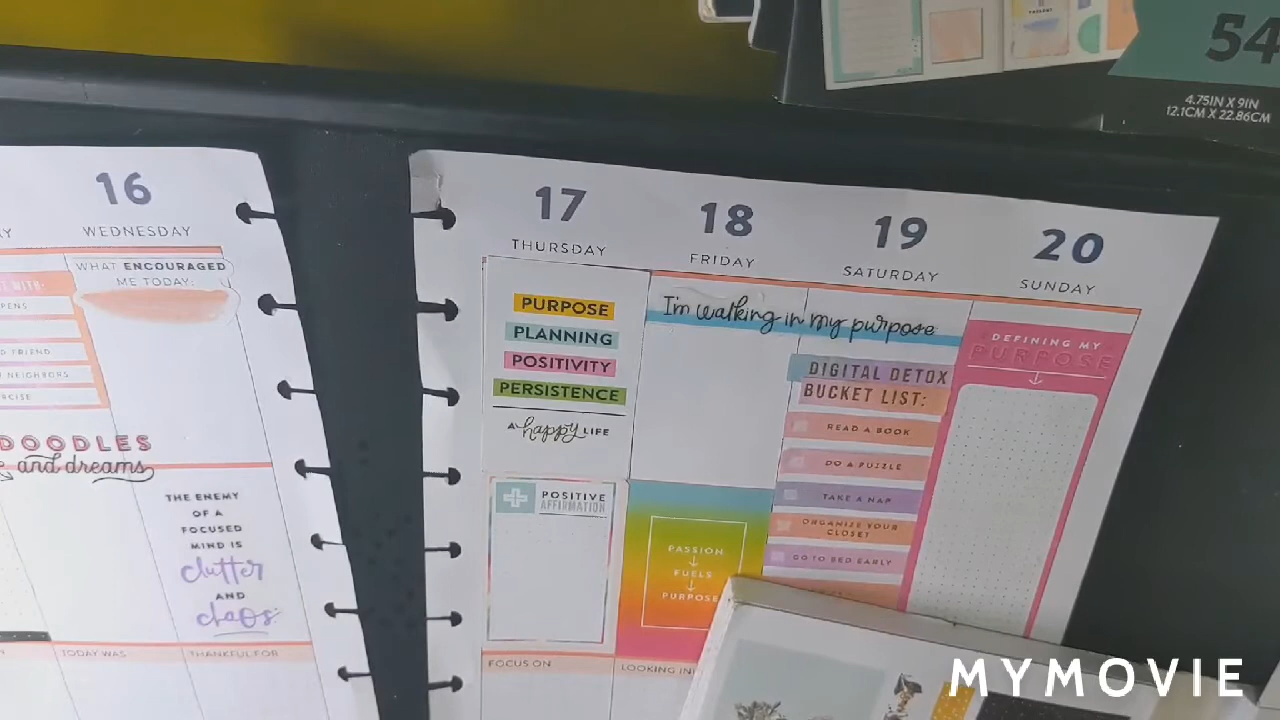 54
4.75IN X 9IN
12.1CM X 22.86CM
16
WEDNESDAY
WHAT ENCOURAGED
ME TODAY:
DOODLES
and dreams
THE ENEMY
OF A
FOCUSED
MIND IS
clutter
AND
chaos
TODAY WAS
THANKFUL FOR
17
THURSDAY
PURPOSE
PLANNING
POSITIVITY
PERSISTENCE
A happy LIFE
POSITIVE
AFFIRMATION
FOCUS ON
18
FRIDAY
I'm walking in my purpose
PASSION
FUELS
PURPOSE
19
SATURDAY
DIGITAL DETOX
BUCKET LIST:
READ A BOOK
DO A PUZZLE
TAKE A NAP
ORGANIZE YOUR
CLOSET
GO TO BED EARLY
20
SUNDAY
DEFINING MY
PURPOSE
MYMOVIE